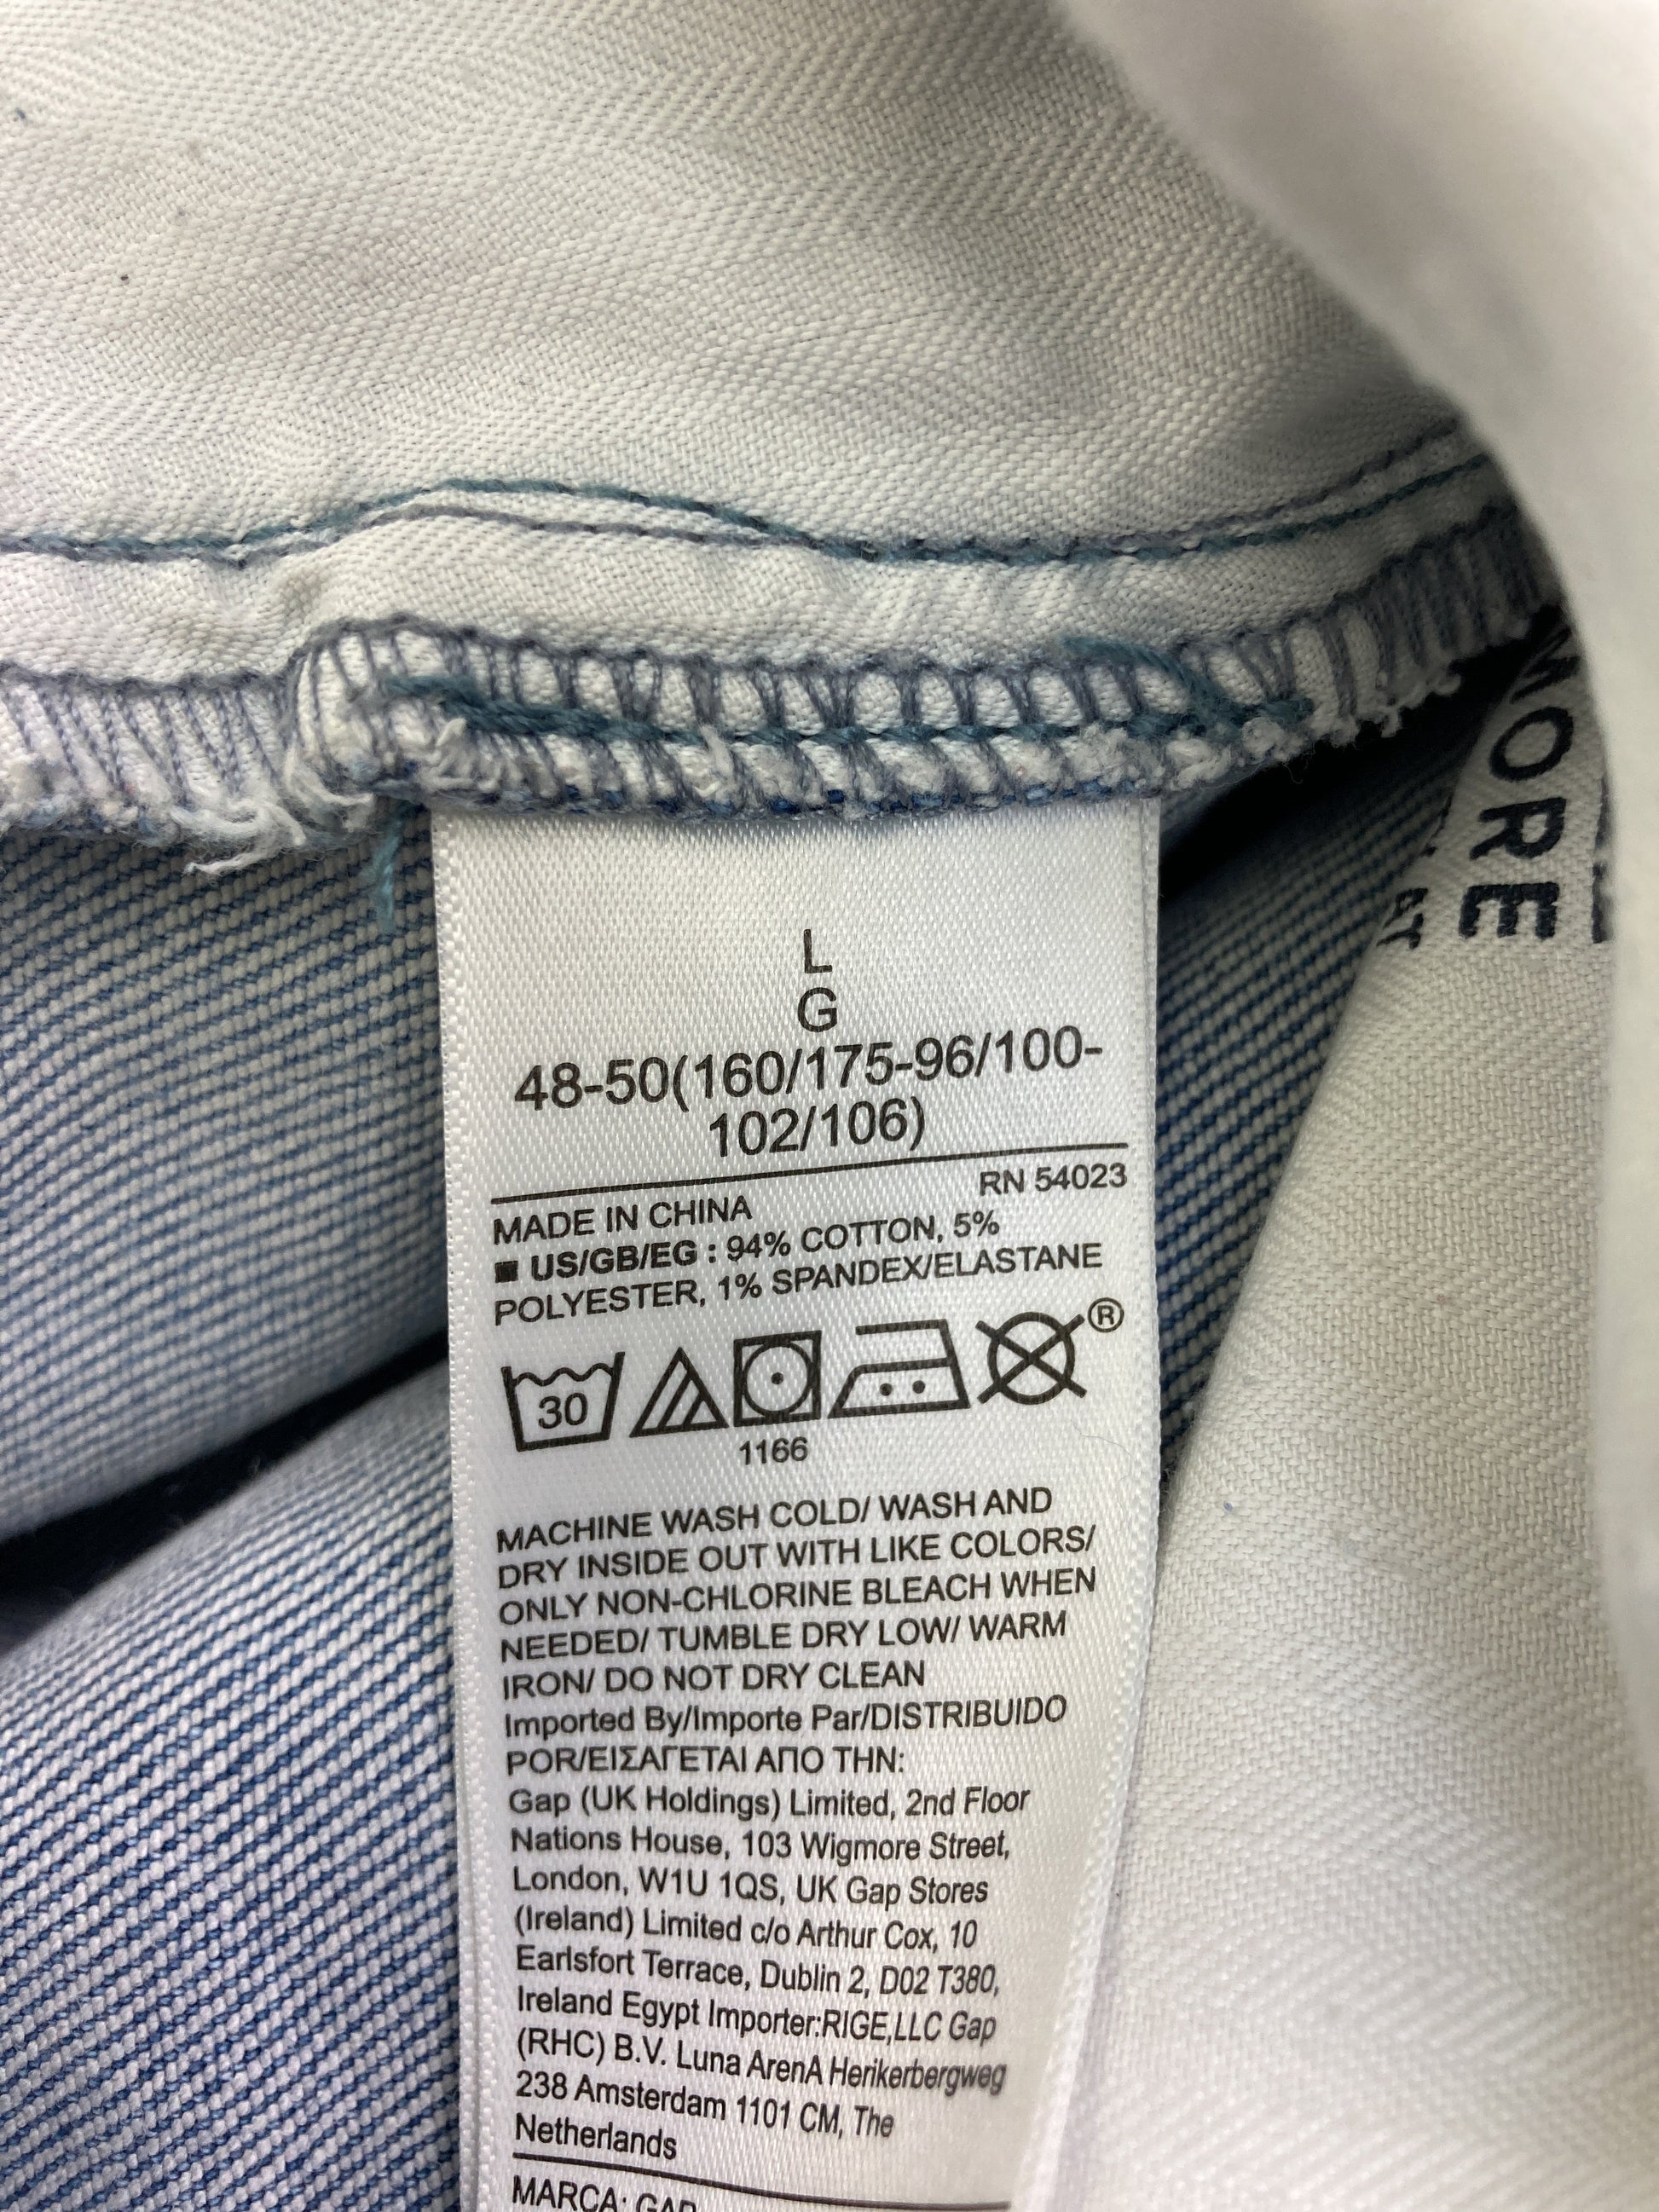 L
G
48-50(160/175-96/100-
102/106)
RN 54023
MADE IN CHINA
■ US/GB/EG : 94% COTTON, 5%
POLYESTER, 1% SPANDEX/ELASTANE
30
®
1166
MACHINE WASH COLD/ WASH AND
DRY INSIDE OUT WITH LIKE COLORS/
ONLY NON-CHLORINE BLEACH WHEN
NEEDED/ TUMBLE DRY LOW/ WARM
IRON/ DO NOT DRY CLEAN
Imported By/Importe Par/DISTRIBUIDO
POR/ΕΙΣΑΓΕΤΑΙ ΑΠΟ ΤΗΝ:
Gap (UK Holdings) Limited, 2nd Floor
Nations House, 103 Wigmore Street,
London, W1U 1QS, UK Gap Stores
(Ireland) Limited c/o Arthur Cox, 10
Earlsfort Terrace, Dublin 2, D02 T380,
Ireland Egypt Importer:RIGE,LLC Gap
(RHC) B.V. Luna ArenA Herikerbergweg
238 Amsterdam 1101 CM, The
Netherlands
MARCA: GAP
MORE